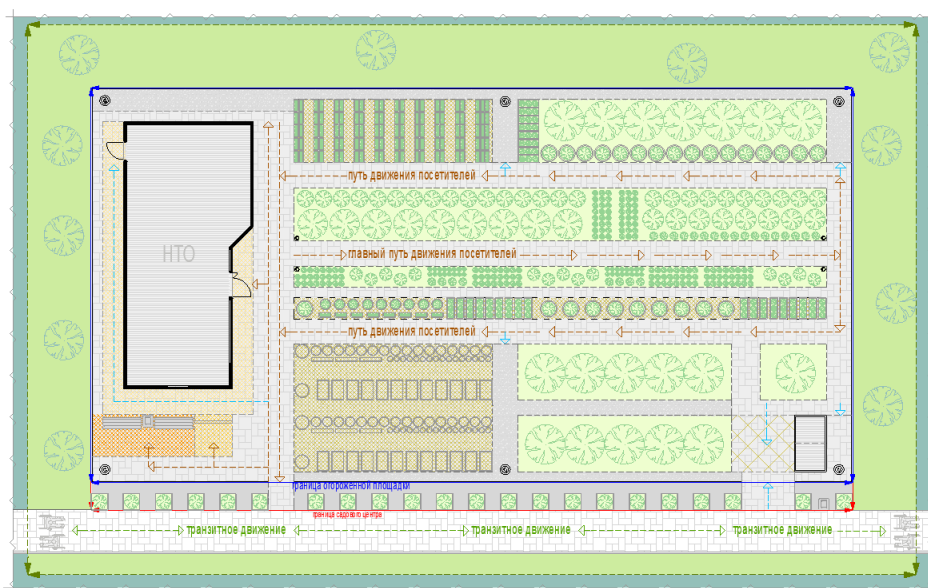 путь движения посетителей
НТО
главный путь движения посетителей
путь движения посетителей
граница огороженной площадки
граница садового центра
транзитное движение
транзитное движение
транзитное движение